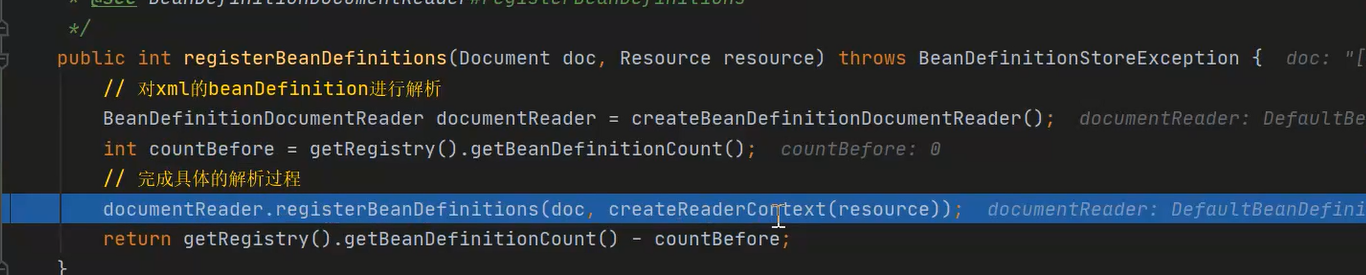 * @see BeanDefinitionDocumentReader#registerBeanDefinitions
*/
public int registerBeanDefinitions(Document doc, Resource resource) throws BeanDefinitionStoreException { doc: "[
// 对xml的beanDefinition进行解析
BeanDefinitionDocumentReader documentReader = createBeanDefinitionDocumentReader(); documentReader: DefaultBe
int countBefore = getRegistry().getBeanDefinitionCount(); countBefore: 0
// 完成具体的解析过程
documentReader.registerBeanDefinitions(doc, createReaderContext(resource)); documentReader: DefaultBeanDefini
return getRegistry().getBeanDefinitionCount() - countBefore;
}